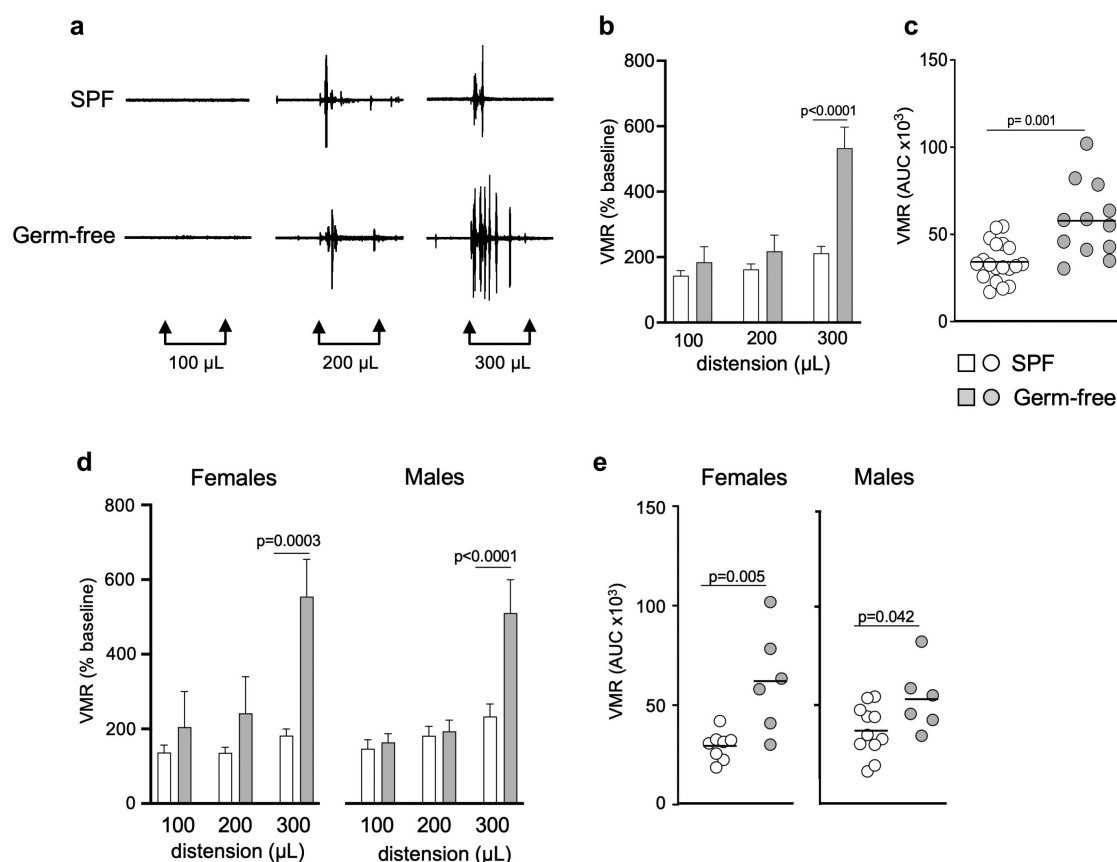 a
SPF
Germ-free
100 µL
200 µL
300 µL
b
800
600
400
200
0
VMR (% baseline)
p<0.0001
100
200
300
distension (µL)
c
150
100
50
0
VMR (AUC x10³)
p= 0.001
SPF
Germ-free
d
Females
Males
800
600
400
200
0
VMR (% baseline)
p=0.0003
p<0.0001
100
200
300
100
200
300
distension (µL)
distension (µL)
e
Females
Males
150
100
50
0
VMR (AUC x10³)
p=0.005
p=0.042